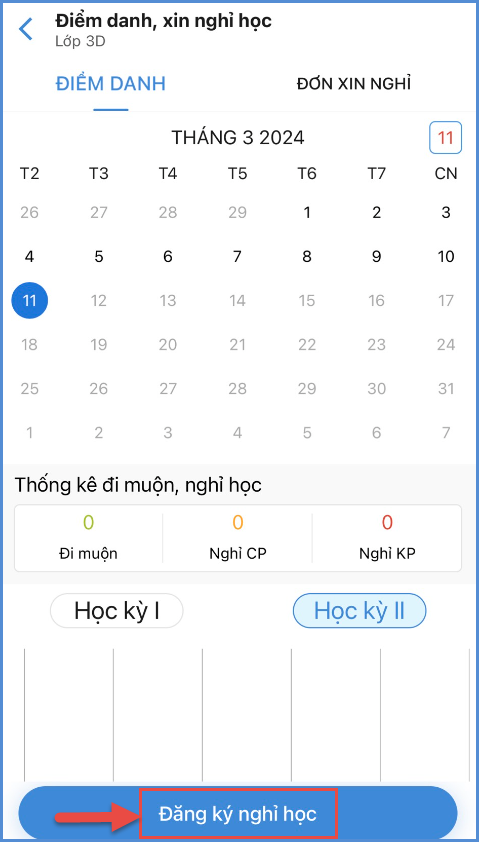 Điểm danh, xin nghỉ học
Lớp 3D
ĐIỂM DANH ĐƠN XIN NGHỈ
THÁNG 3 2024 11
T2 T3 T4 T5 T6 T7 CN
26 27 28 29 1 2 3
4 5 6 7 8 9 10
11 12 13 14 15 16 17
18 19 20 21 22 23 24
25 26 27 28 29 30 31
1 2 3 4 5 6 7
Thống kê đi muộn, nghỉ học
0 0 0
Đi muộn Nghỉ CP Nghỉ KP
Học kỳ I Học kỳ II
Đăng ký nghỉ học